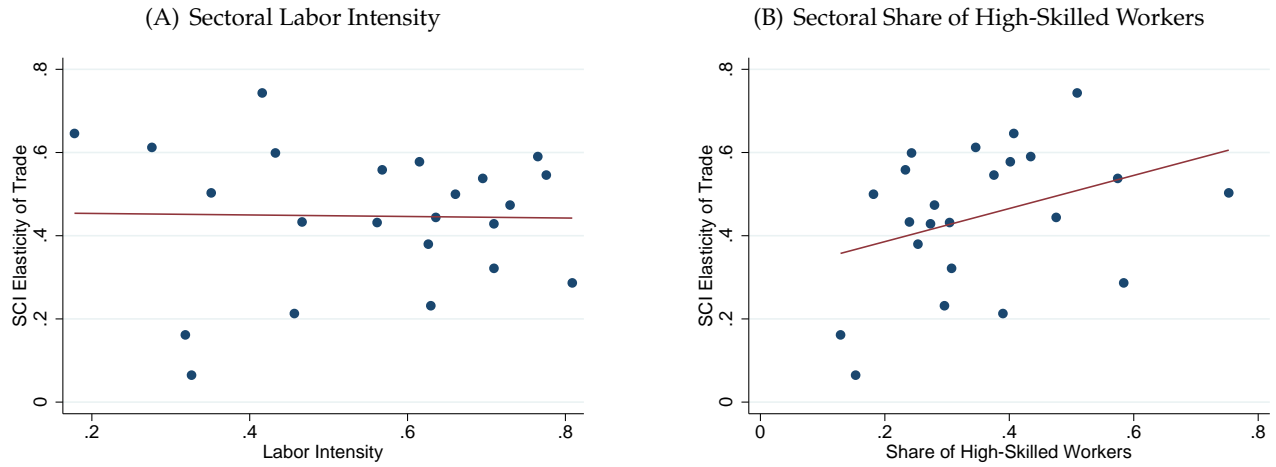 (A) Sectoral Labor Intensity
SCI Elasticity of Trade
.8
.6
.4
.2
0
.2 .4 .6 .8
Labor Intensity
(B) Sectoral Share of High-Skilled Workers
SCI Elasticity of Trade
.8
.6
.4
.2
0
0 .2 .4 .6 .8
Share of High-Skilled Workers